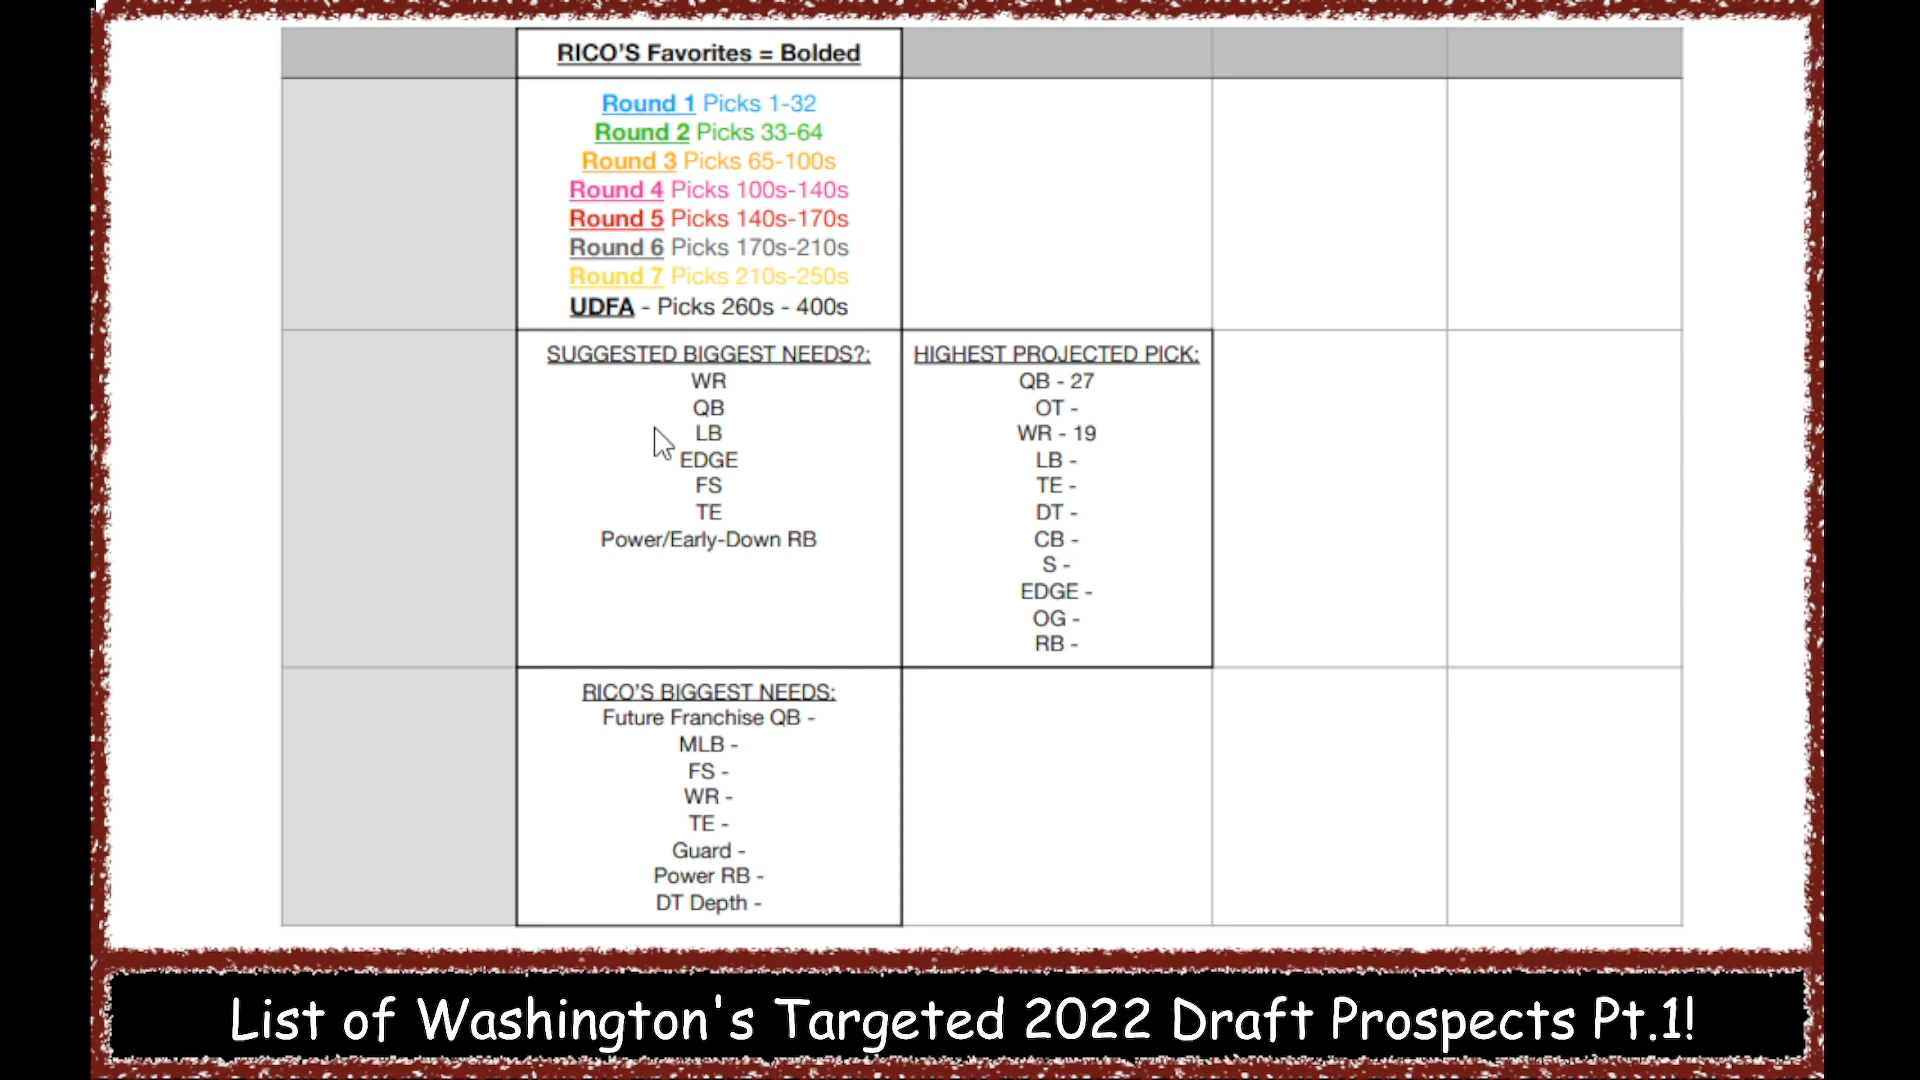 RICO'S Favorites = Bolded
Round 1 Picks 1-32
Round 2 Picks 33-64
Round 3 Picks 65-100s
Round 4 Picks 100s-140s
Round 5 Picks 140s-170s
Round 6 Picks 170s-210s
Round 7 Picks 210s-250s
UDFA - Picks 260s - 400s
SUGGESTED BIGGEST NEEDS?:
WR
QB
LB
EDGE
FS
TE
Power/Early-Down RB
HIGHEST PROJECTED PICK:
QB - 27
OT -
WR - 19
LB -
TE -
DT -
CB -
S -
EDGE -
OG -
RB -
RICO'S BIGGEST NEEDS:
Future Franchise QB -
MLB -
FS -
WR -
TE -
Guard -
Power RB -
DT Depth -
List of Washington's Targeted 2022 Draft Prospects Pt.1!